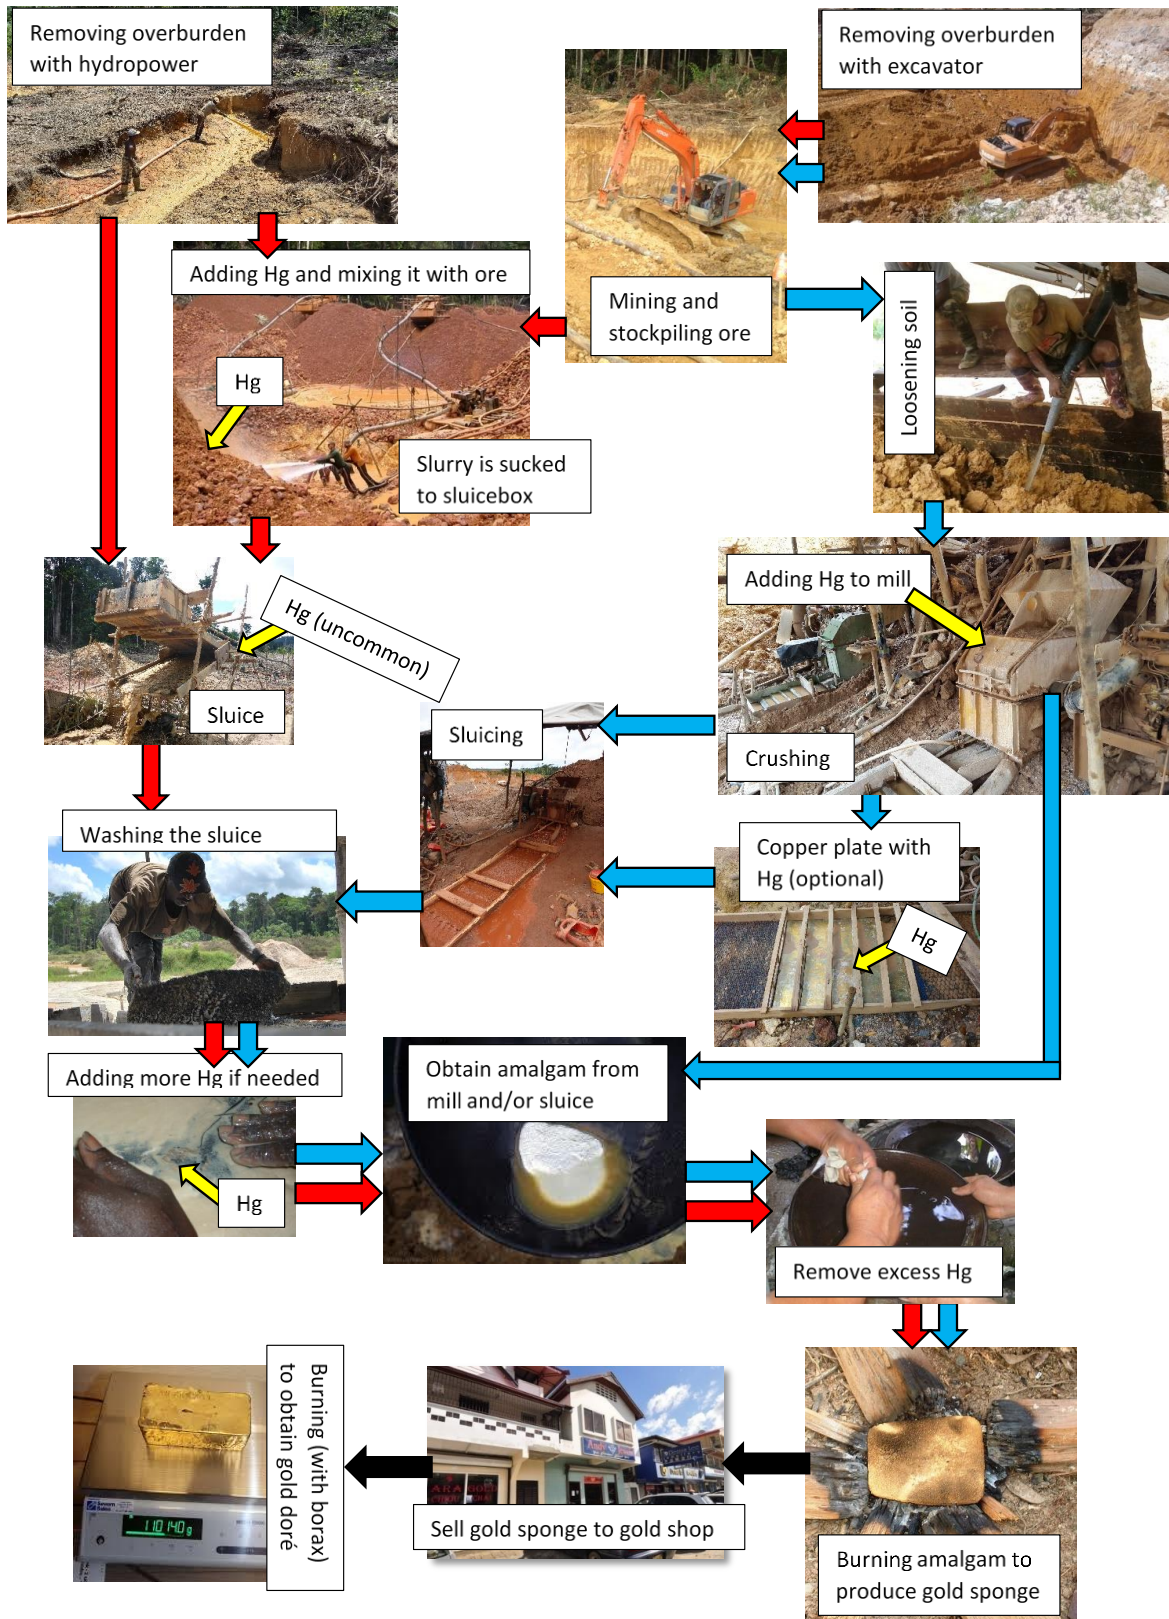 Removing overburden
with hydropower
Removing overburden
with excavator
Adding Hg and mixing it with ore
Hg
Slurry is sucked
to sluicebox
Mining and
stockpiling ore
Loosening soil
Hg (uncommon)
Sluice
Adding Hg to mill
Crushing
Sluicing
Washing the sluice
Copper plate with
Hg (optional)
Hg
Adding more Hg if needed
Hg
Obtain amalgam from
mill and/or sluice
Remove excess Hg
Burning amalgam to
produce gold sponge
Sell gold sponge to gold shop
Burning (with borax)
to obtain gold doré
ARA GOLD
1101.40 g